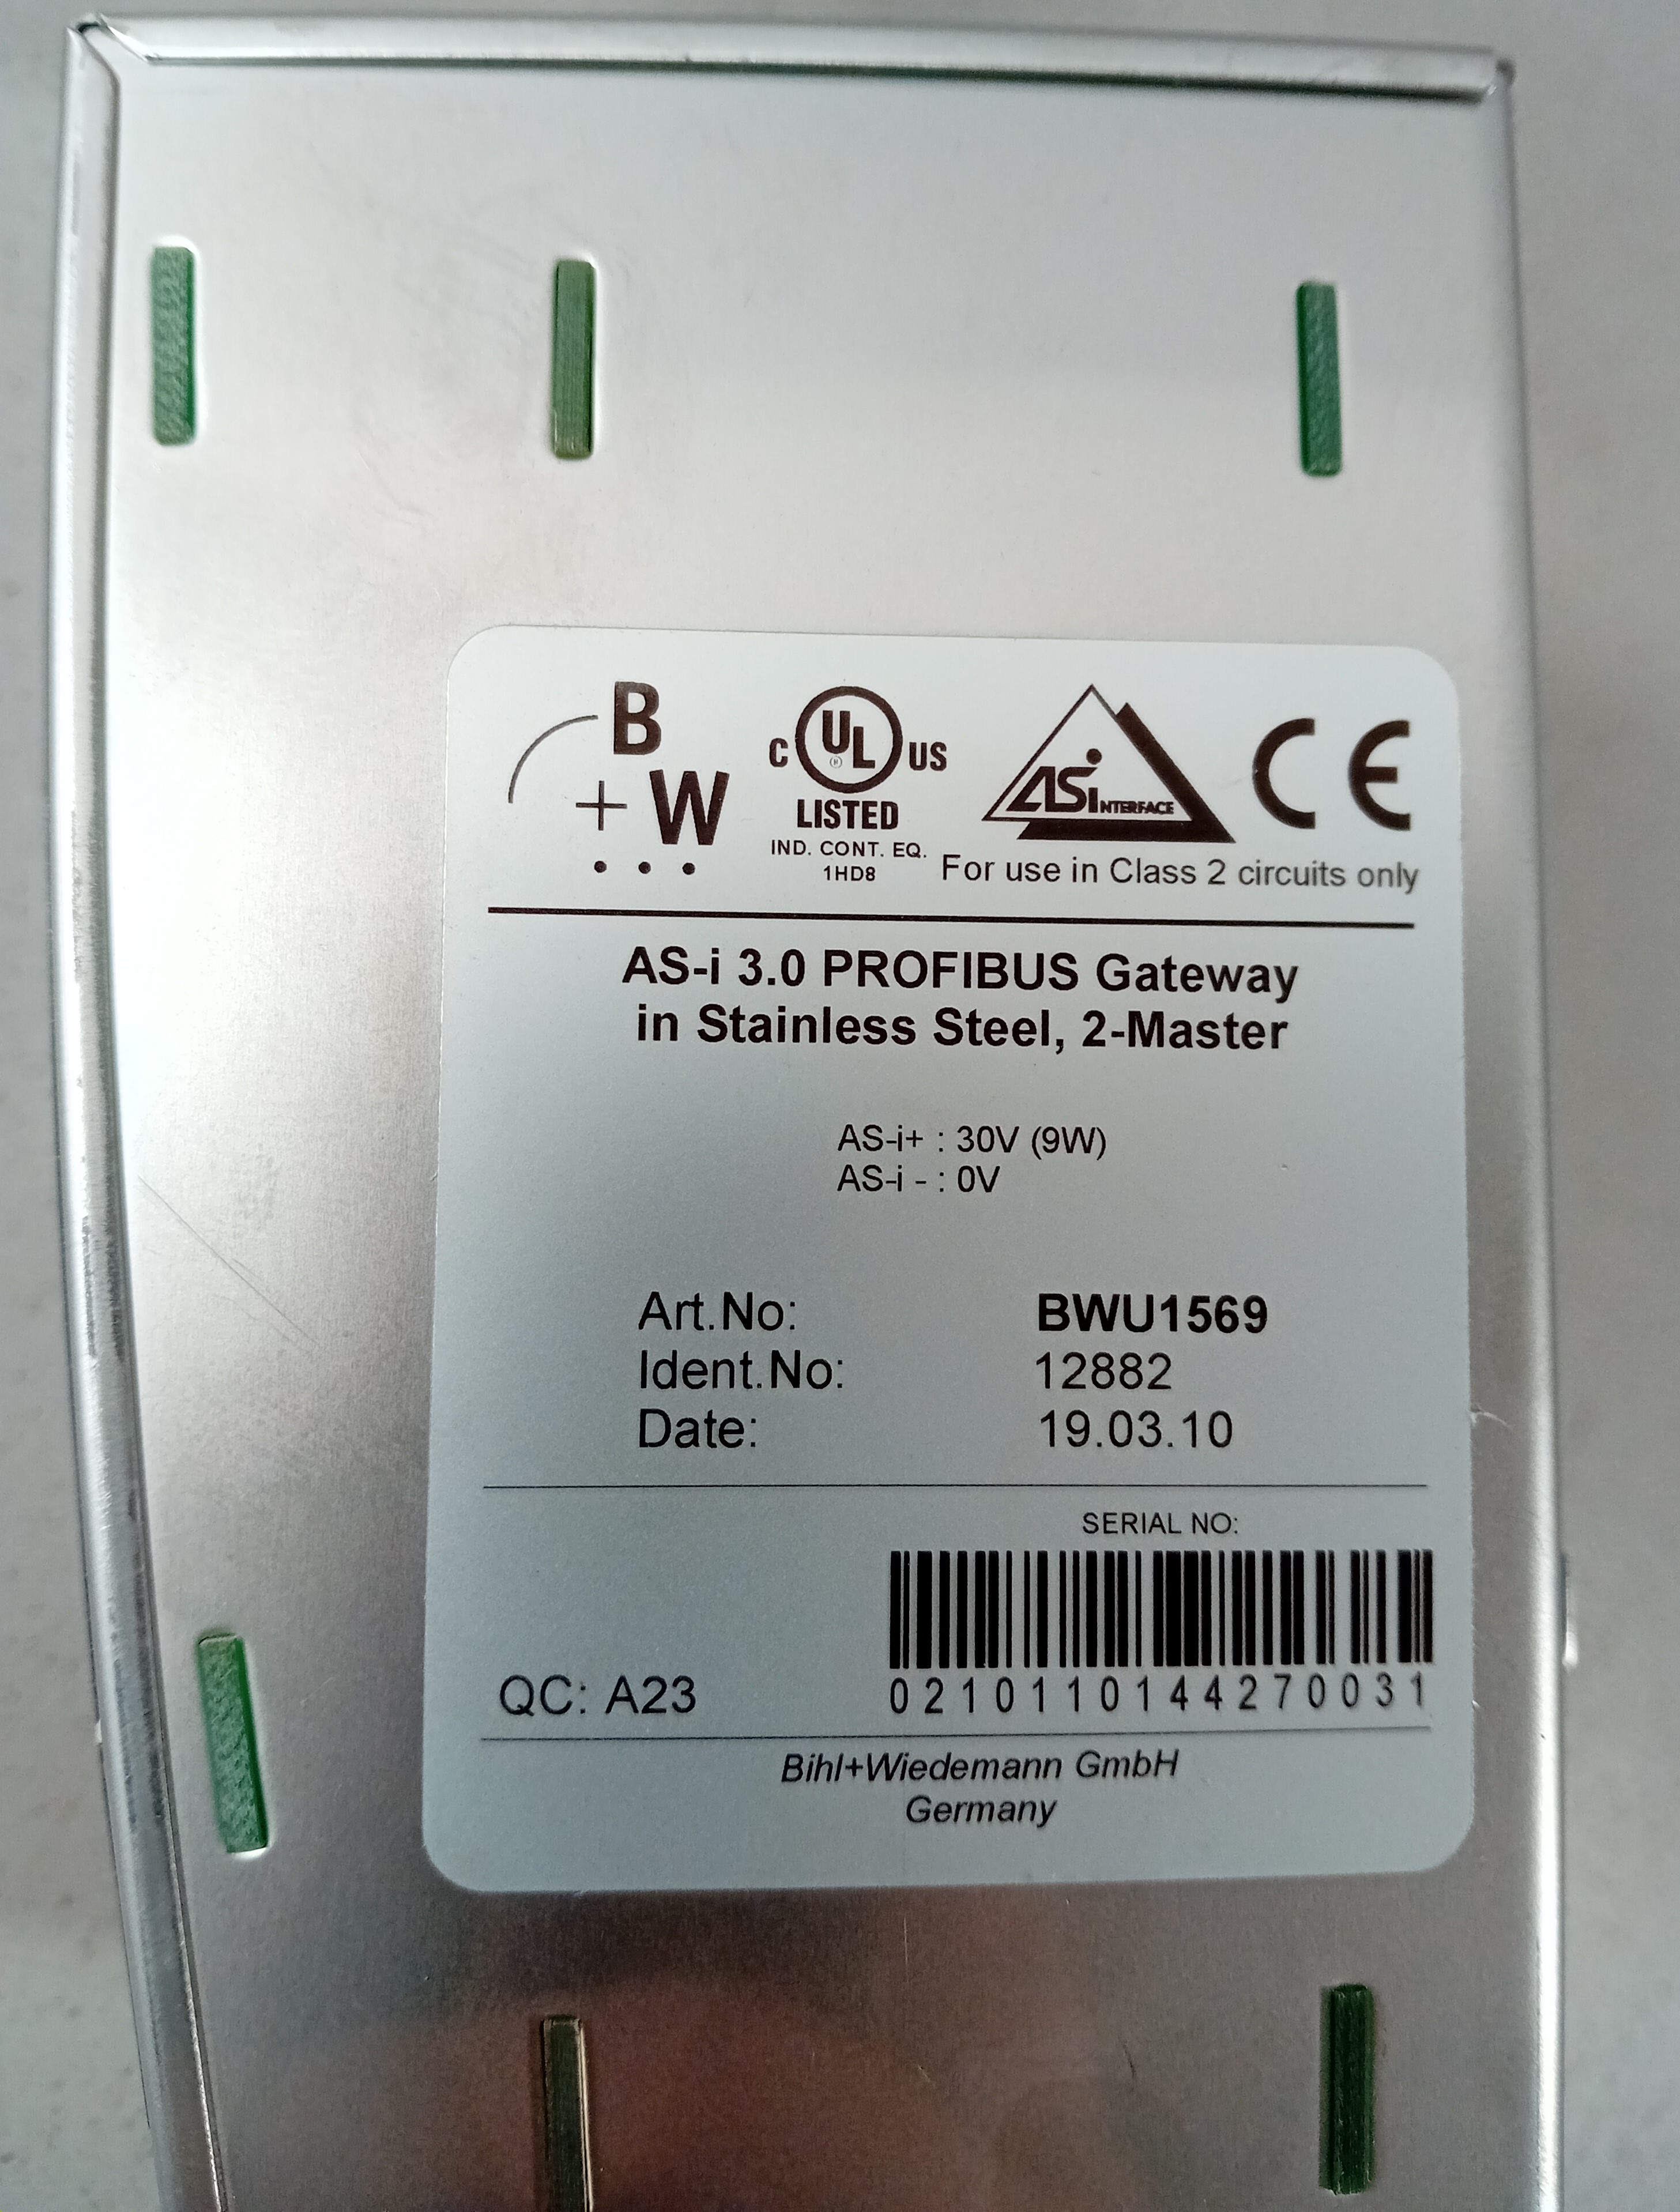 B
+W
C UL US
®
LISTED
IND. CONT. EQ.
1HD8
ASi INTERFACE
CE
For use in Class 2 circuits only
AS-i 3.0 PROFIBUS Gateway
in Stainless Steel, 2-Master
AS-i+ : 30V (9W)
AS-i - : 0V
Art.No: BWU1569
Ident.No: 12882
Date: 19.03.10
SERIAL NO:
QC: A23
0210110144270031
Bihl+Wiedemann GmbH
Germany